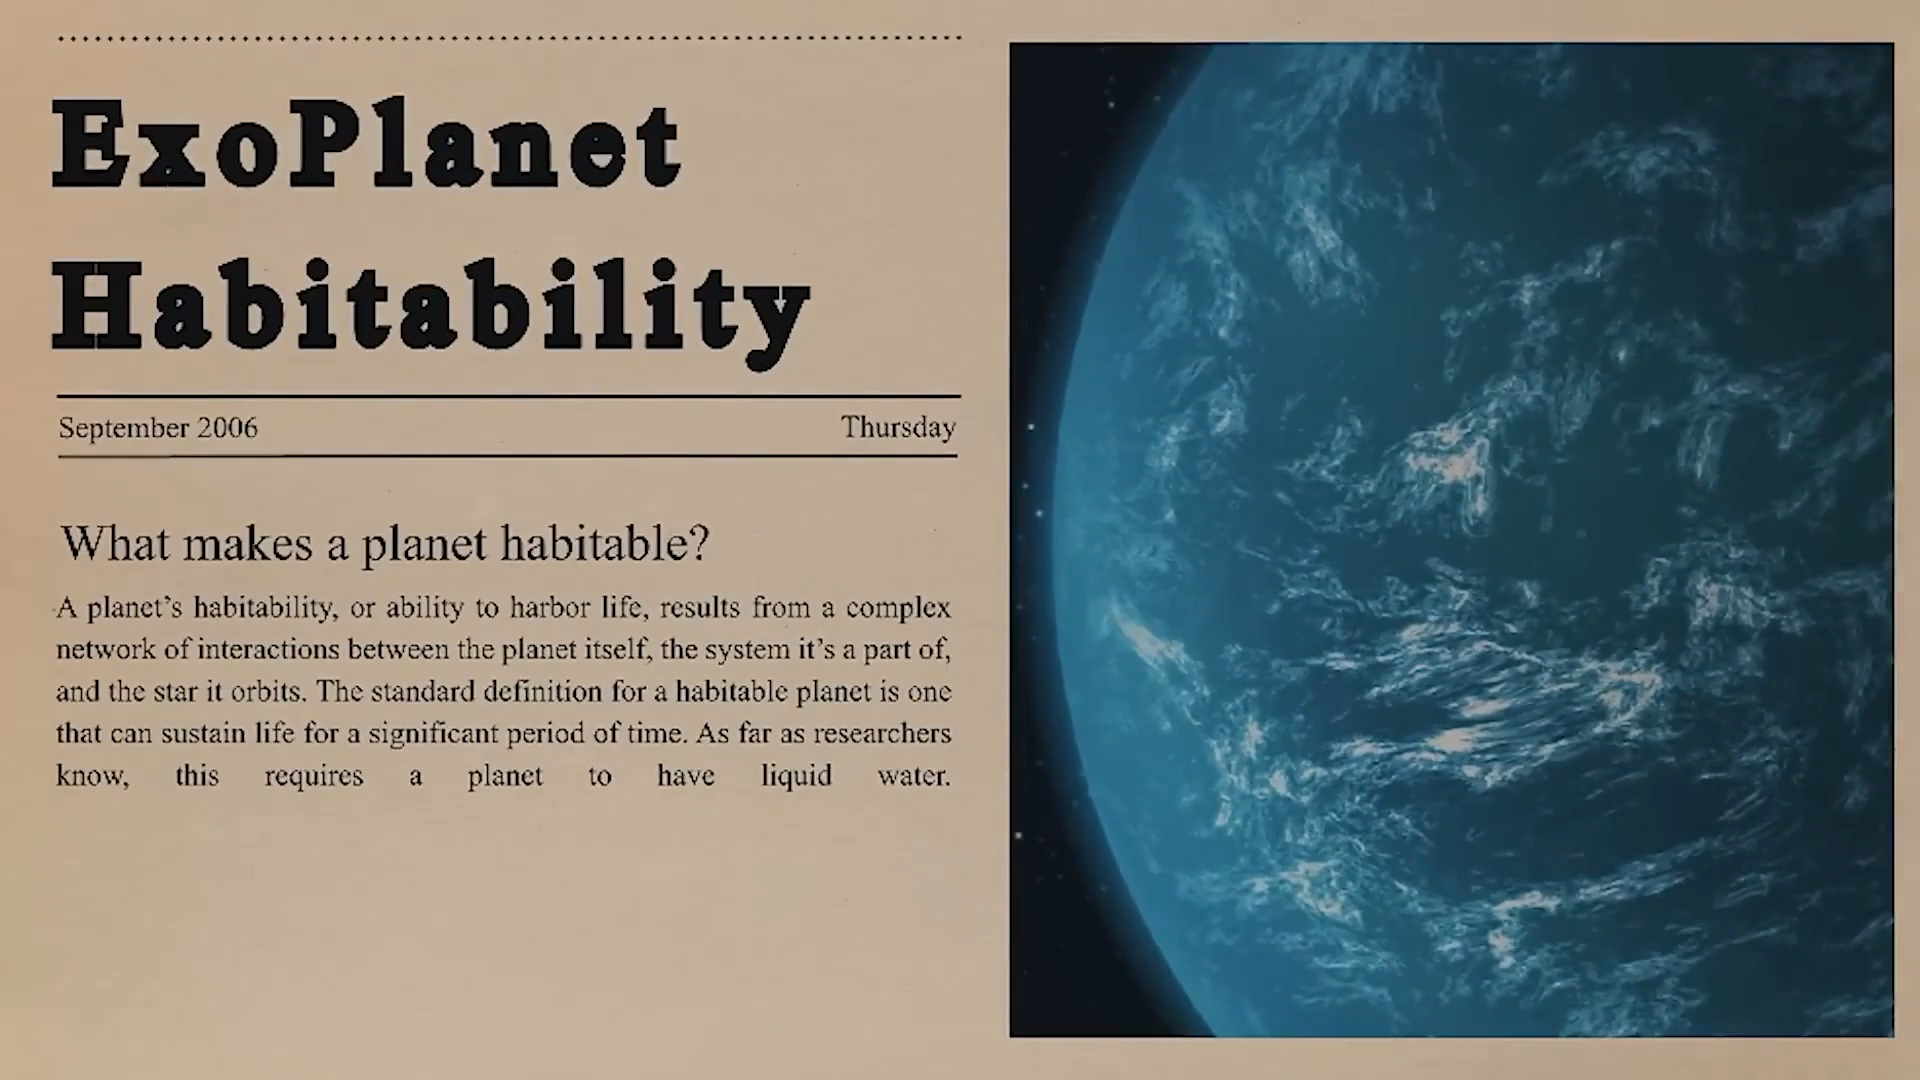 ExoPlanet
Habitability
September 2006 Thursday
What makes a planet habitable?
A planet’s habitability, or ability to harbor life, results from a complex
network of interactions between the planet itself, the system it’s a part of,
and the star it orbits. The standard definition for a habitable planet is one
that can sustain life for a significant period of time. As far as researchers
know, this requires a planet to have liquid water.